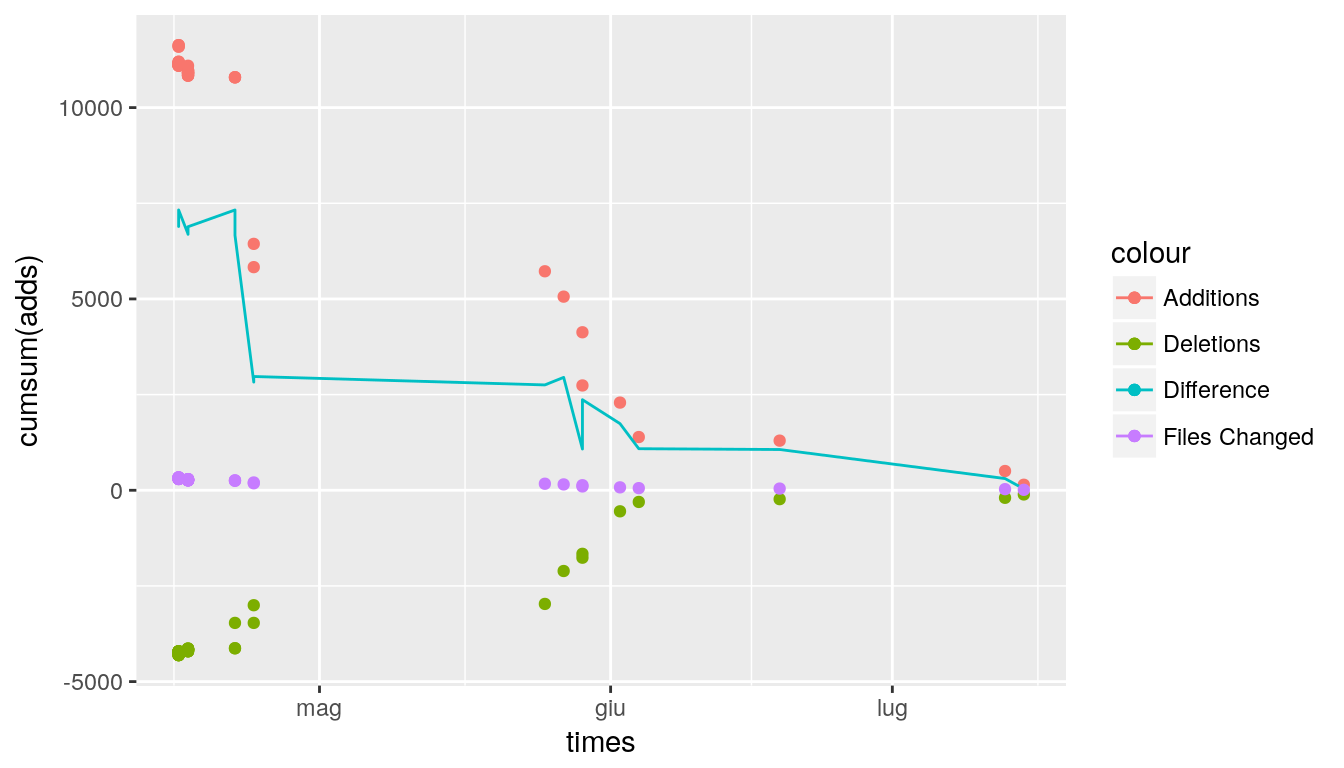 cumsum(adds)
10000
5000
0
-5000
mag
giu
lug
times
colour
Additions
Deletions
Difference
Files Changed